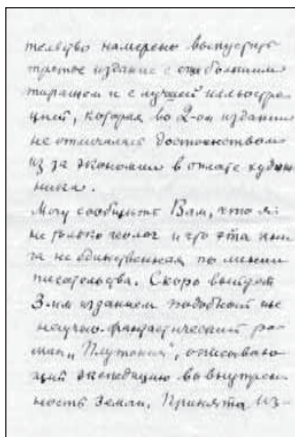 тельство намерено выпустить
третье издание с ещё большим
тиражом и с лучшей иллюстра-
цией, которая во 2-ом издании
не отличалась достоинством
из за экономии в оплате худож-
ника.
Могу сообщить Вам, что я
не только геолог и что эта кни-
га не единственная по линии
писательства. Скоро выйдет
3-им изданием подобный же
научно-фантастический ро-
ман „Плутония", описываю-
щий экспедицию во внутрен-
ность земли. Принята из-